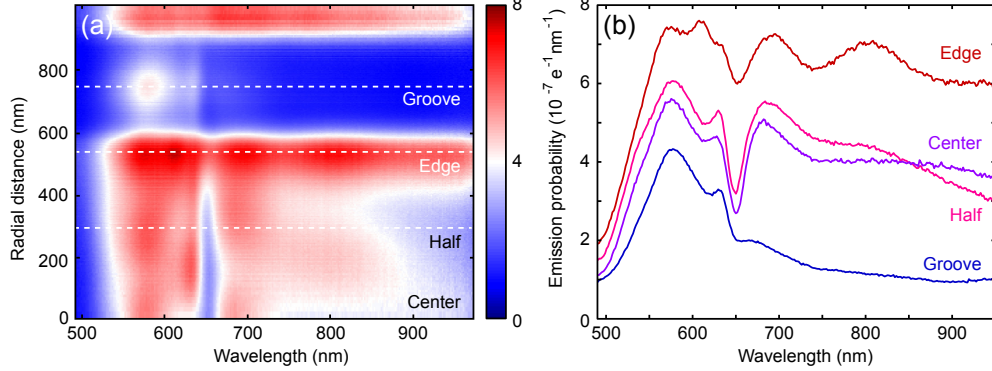 (a)
Radial distance (nm)
800
600
400
200
0
Groove
Edge
Half
Center
500
600
700
800
900
Wavelength (nm)
8
4
0
(b)
Emission probability (10⁻⁷ e⁻¹ nm⁻¹)
8
6
4
2
0
Edge
Center
Half
Groove
500
600
700
800
900
Wavelength (nm)